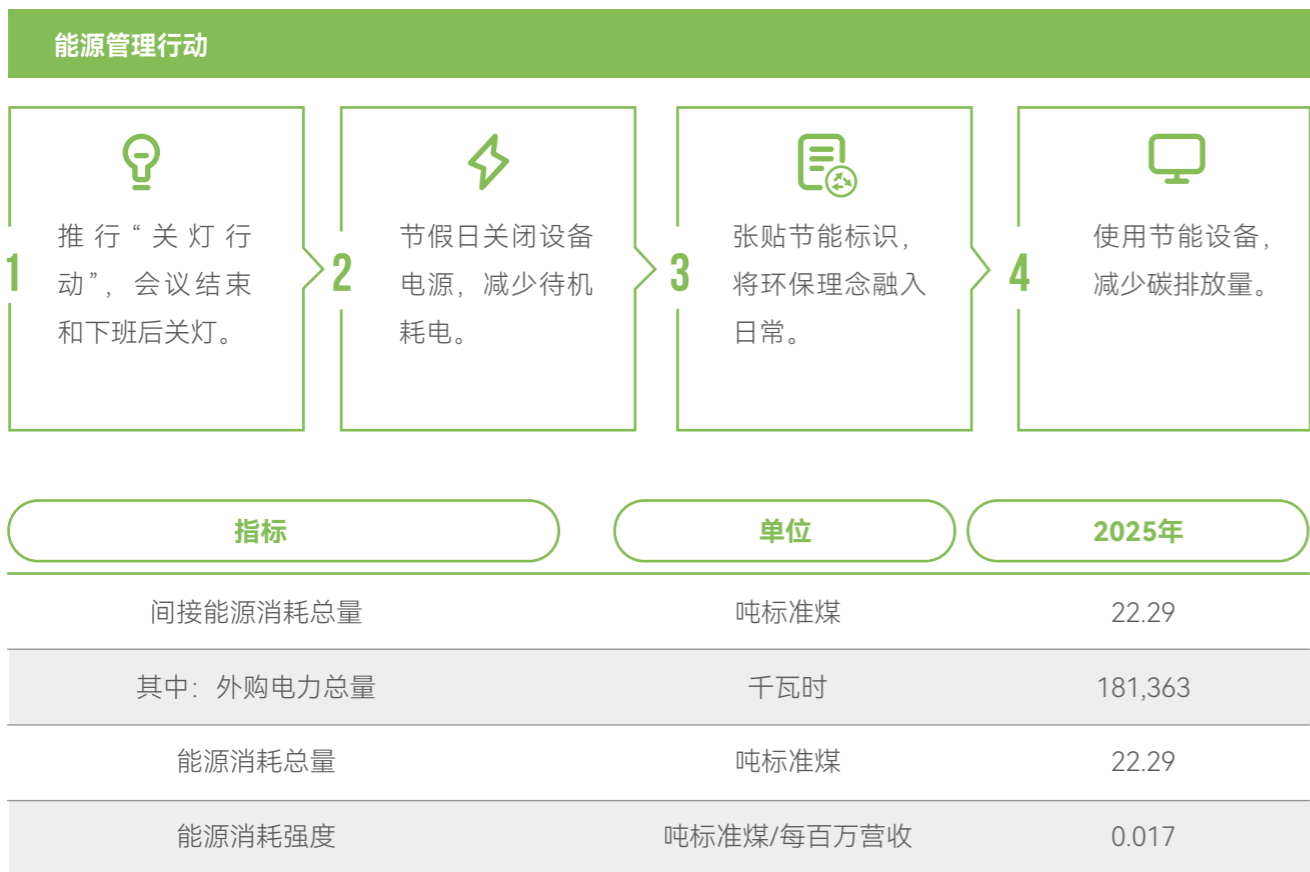 能源管理行动
1
推行“关灯行
动”，会议结束
和下班后关灯。
2
节假日关闭设备
电源，减少待机
耗电。
3
张贴节能标识，
将环保理念融入
日常。
4
使用节能设备，
减少碳排放量。
指标 单位 2025年
间接能源消耗总量 吨标准煤 22.29
其中：外购电力总量 千瓦时 181,363
能源消耗总量 吨标准煤 22.29
能源消耗强度 吨标准煤/每百万营收 0.017